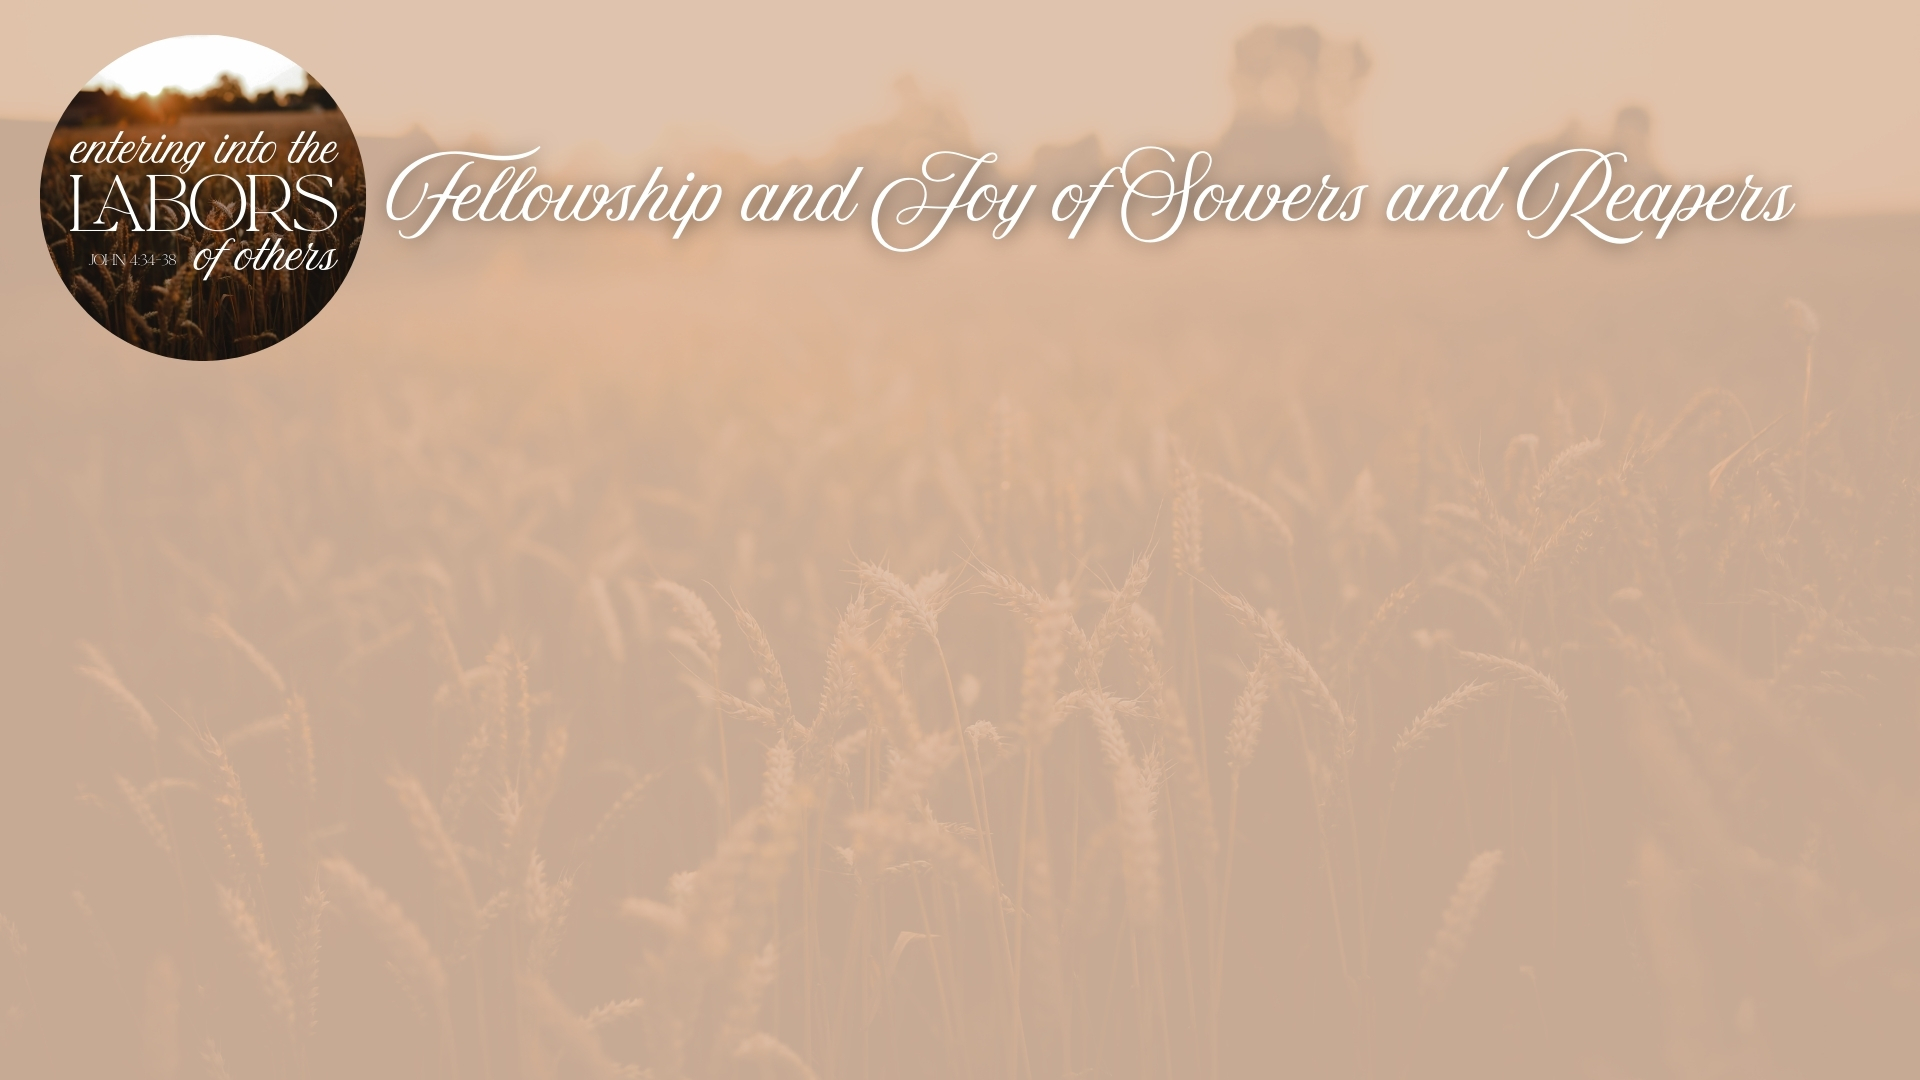 entering into the
LABORS
JOHN 4:34-38 of others
Fellowship and Joy of Sowers and Reapers